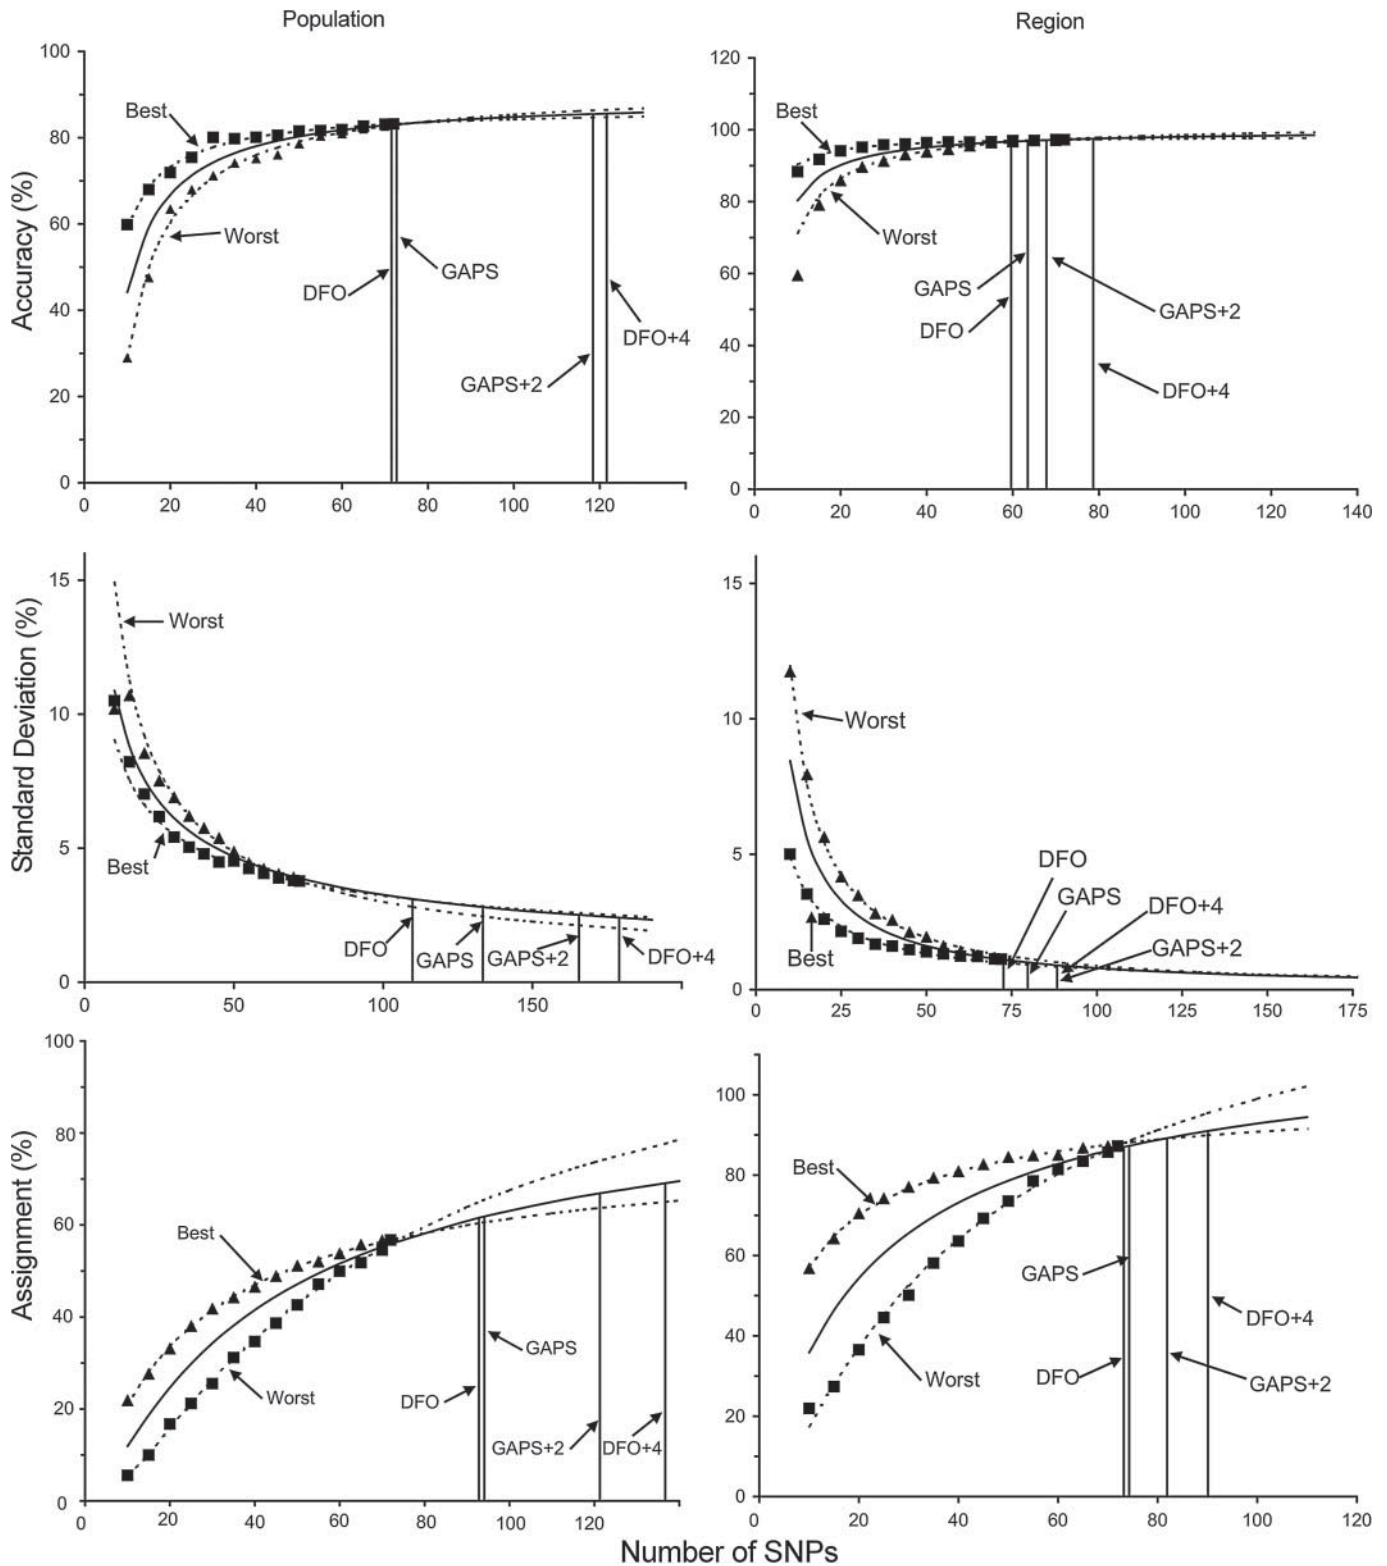 Population
Region
Accuracy (%)
100
80
60
40
20
0
0 20 40 60 80 100 120
Best
Worst
DFO
GAPS
GAPS+2
DFO+4
120
100
80
60
40
20
0
0 20 40 60 80 100 120 140
Best
Worst
GAPS
DFO
GAPS+2
DFO+4
Standard Deviation (%)
15
10
5
0
0 50 100 150
Worst
Best
DFO
GAPS
GAPS+2
DFO+4
15
10
5
0
0 25 50 75 100 125 150 175
Worst
Best
DFO
GAPS
DFO+4
GAPS+2
Assignment (%)
100
80
60
40
20
0
0 20 40 60 80 100 120
Best
Worst
GAPS
DFO
GAPS+2
DFO+4
100
80
60
40
20
0
0 20 40 60 80 100 120
Best
Worst
GAPS
DFO
DFO+4
GAPS+2
Number of SNPs